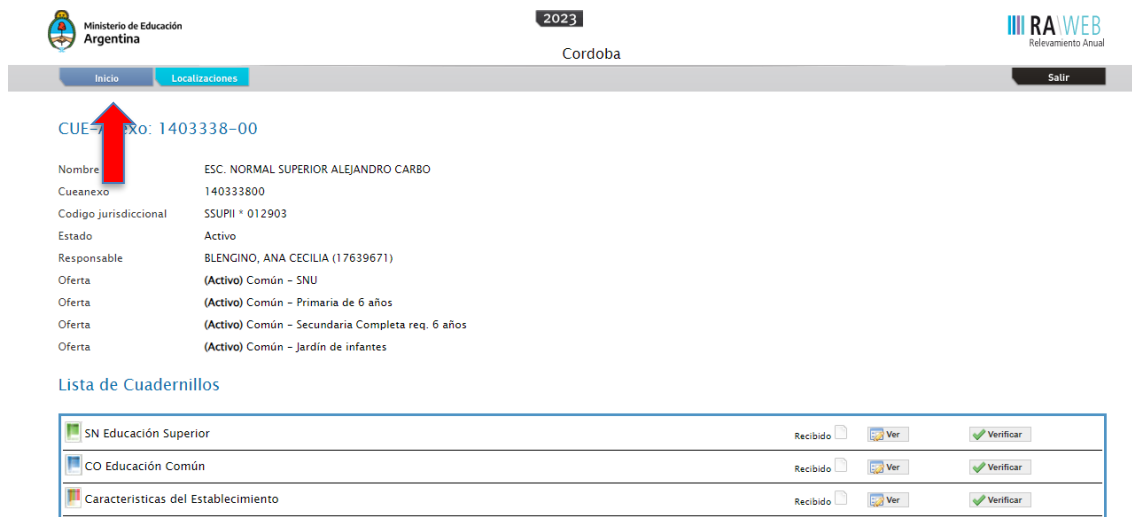 Ministerio de Educación
Argentina
2023
Cordoba
RA\WEB
Relevamiento Anual
Inicio
Localizaciones
Salir
xo: 1403338-00
Nombre ESC. NORMAL SUPERIOR ALEJANDRO CARBO
Cueanexo 140333800
Codigo jurisdiccional SSUPII * 012903
Estado Activo
Responsable BLENGINO, ANA CECILIA (17639671)
Oferta (Activo) Común – SNU
Oferta (Activo) Común – Primaria de 6 años
Oferta (Activo) Común – Secundaria Completa req. 6 años
Oferta (Activo) Común – Jardín de infantes
Lista de Cuadernillos
SN Educación Superior Recibido Ver Verificar
CO Educación Común Recibido Ver Verificar
Caracteristicas del Establecimiento Recibido Ver Verificar